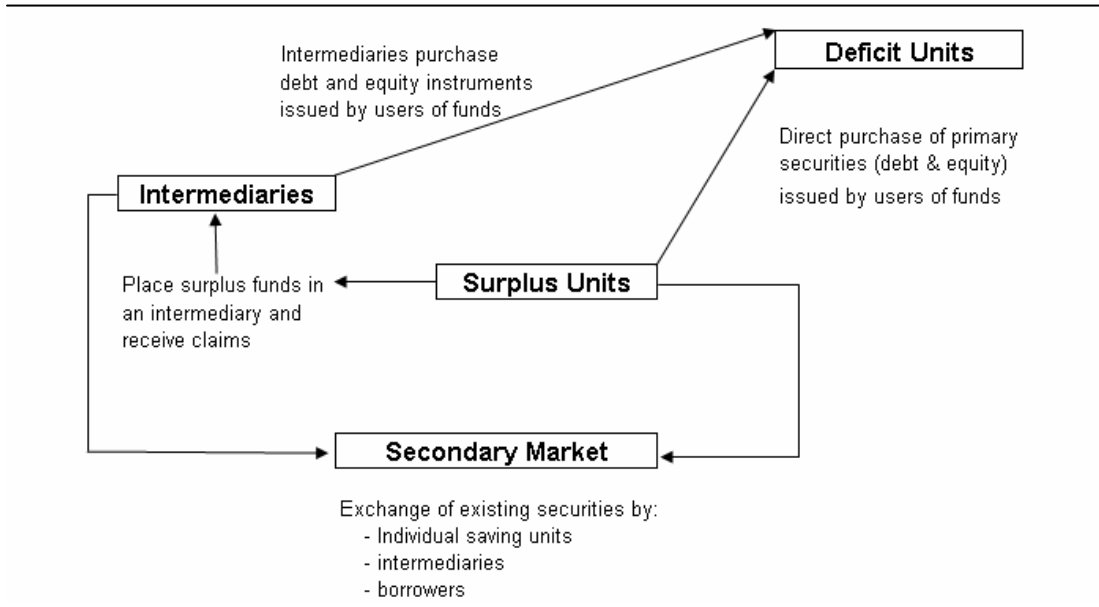 Intermediaries purchase
debt and equity instruments
issued by users of funds
Deficit Units
Direct purchase of primary
securities (debt & equity)
issued by users of funds
Intermediaries
Place surplus funds in
an intermediary and
receive claims
Surplus Units
Secondary Market
Exchange of existing securities by:
- Individual saving units
- intermediaries
- borrowers